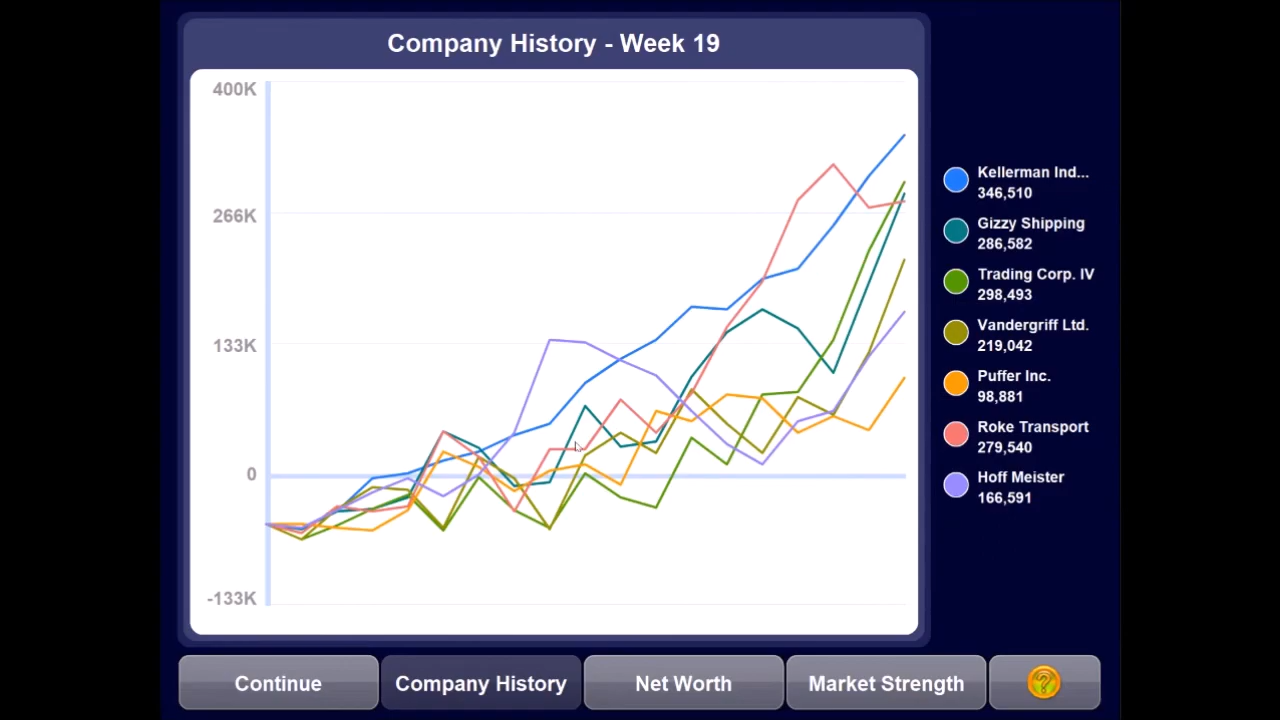 Company History - Week 19
400K
266K
133K
0
-133K
Kellerman Ind...
346,510
Gizzy Shipping
286,582
Trading Corp. IV
298,493
Vandergriff Ltd.
219,042
Puffer Inc.
98,881
Roke Transport
279,540
Hoff Meister
166,591
Continue
Company History
Net Worth
Market Strength
?